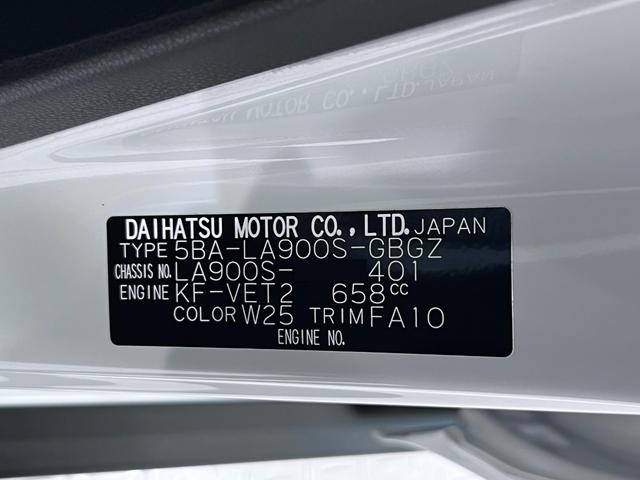 DAIHATSU MOTOR CO., LTD. JAPAN
TYPE 5BA-LA900S-GBGZ
CHASSIS NO. LA900S- 401
ENGINE KF-VET2 658cc
COLOR W25 TRIM FA10
ENGINE NO.